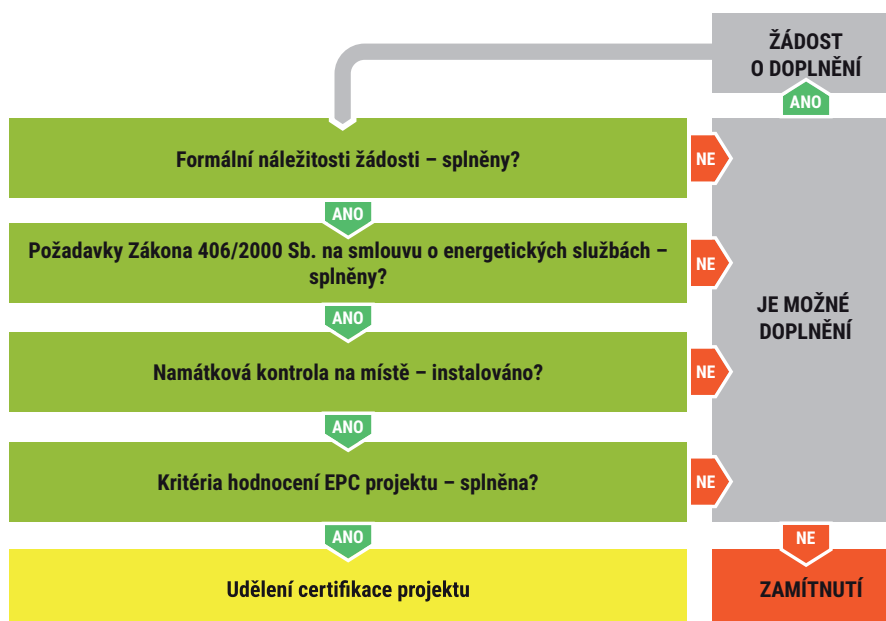 ŽÁDOST
O DOPLNĚNÍ
ANO
Formální náležitosti žádosti – splněny?
NE
ANO
Požadavky Zákona 406/2000 Sb. na smlouvu o energetických službách –
splněny?
NE
JE MOŽNÉ
DOPLNĚNÍ
ANO
Namátková kontrola na místě – instalováno?
NE
ANO
Kritéria hodnocení EPC projektu – splněna?
NE
ANO
NE
Udělení certifikace projektu
ZAMÍTNUTÍ